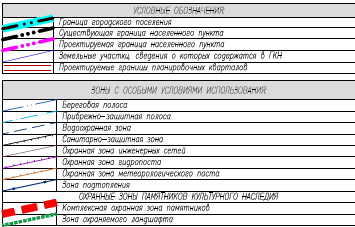 УСЛОВНЫЕ ОБОЗНАЧЕНИЯ:
Граница городского поселения
Существующая граница населенного пункта
Проектируемая граница населенного пункта
Земельные участки, сведения о которых содержатся в ГКН
Проектируемые границы планировочных кварталов
ЗОНЫ С ОСОБЫМИ УСЛОВИЯМИ ИСПОЛЬЗОВАНИЯ:
Береговая полоса
Прибрежно-защитная полоса
Водоохранная зона
Санитарно-защитная зона
Охранная зона инженерных сетей
Охранная зона гидропоста
Охранная зона метеорологического поста
Зона подтопления
ОХРАННЫЕ ЗОНЫ ПАМЯТНИКОВ КУЛЬТУРНОГО НАСЛЕДИЯ
Комплексная охранная зона памятников
Зона охраняемого ландшафта